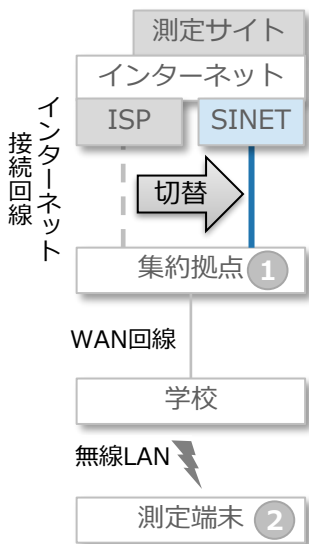 測定サイト
インターネット
ISP
SINET
インターネット
接続回線
切替
集約拠点 1
WAN回線
学校
無線LAN
測定端末 2